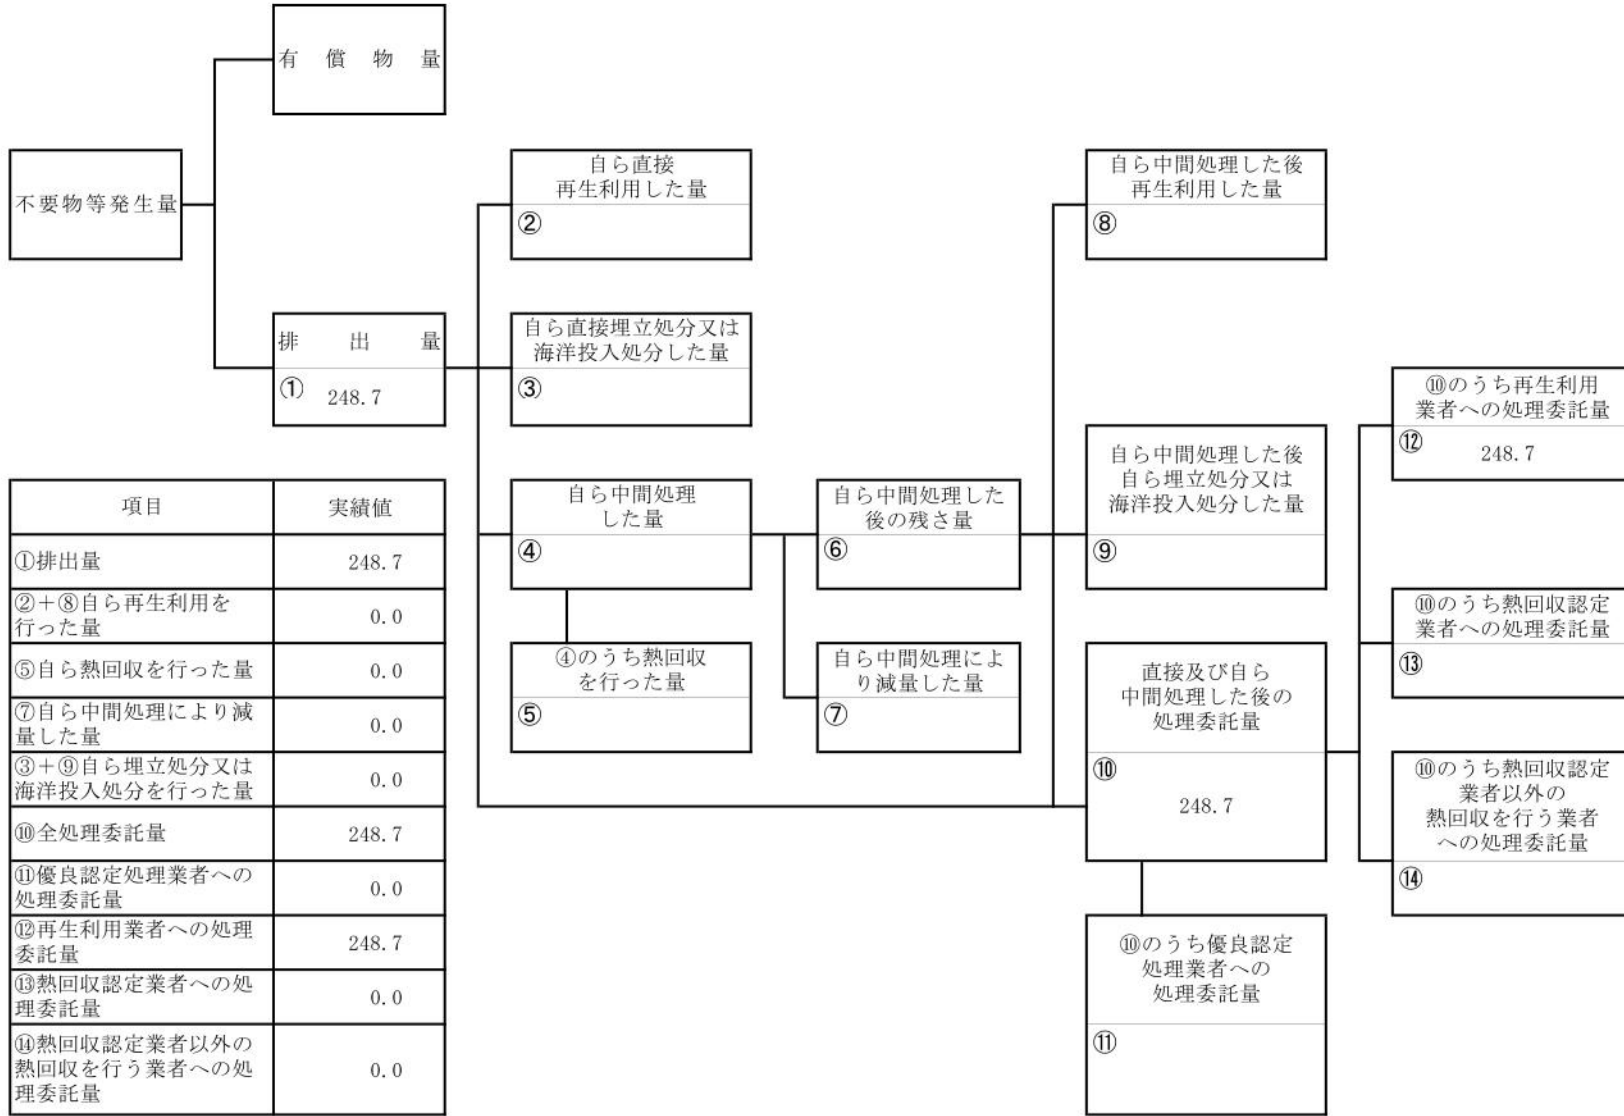 有償物量
不要物等発生量
排出量
① 248.7
自ら直接
再生利用した量
②
自ら直接埋立処分又は
海洋投入処分した量
③
自ら中間処理
した量
④
④のうち熱回収
を行った量
⑤
自ら中間処理した
後の残さ量
⑥
自ら中間処理によ
り減量した量
⑦
自ら中間処理した後
再生利用した量
⑧
自ら中間処理した後
自ら埋立処分又は
海洋投入処分した量
⑨
直接及び自ら
中間処理した後の
処理委託量
⑩
248.7
⑩のうち優良認定
処理業者への
処理委託量
⑪
⑩のうち再生利用
業者への処理委託量
⑫
248.7
⑩のうち熱回収認定
業者への処理委託量
⑬
⑩のうち熱回収認定
業者以外の
熱回収を行う業者
への処理委託量
⑭
項目 実績値
①排出量 248.7
②＋⑧自ら再生利用を
行った量 0.0
⑤自ら熱回収を行った量 0.0
⑦自ら中間処理により減
量した量 0.0
③＋⑨自ら埋立処分又は
海洋投入処分を行った量 0.0
⑩全処理委託量 248.7
⑪優良認定処理業者への
処理委託量 0.0
⑫再生利用業者への処理
委託量 248.7
⑬熱回収認定業者への処
理委託量 0.0
⑭熱回収認定業者以外の
熱回収を行う業者への処
理委託量 0.0